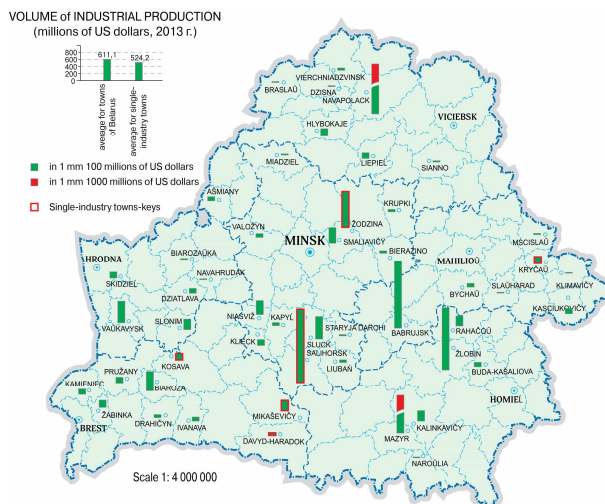 VOLUME of INDUSTRIAL PRODUCTION
(millions of US dollars, 2013 г.)
800
600
400
200
0
611,1
524,2
average for towns
of Belarus
average for single-
industry towns
in 1 mm 100 millions of US dollars
in 1 mm 1000 millions of US dollars
Single-industry towns-keys
VIERCHNIADZVINSK
BRASLAŬ
DZISNA
NAVAPOLACK
VICIEBSK
HLYBOKAJE
MIADZIEL
LIEPIEL
SIANNO
AŠMIANY
KRUPKI
VALOŻYN
ŽODZINA
MINSK
SMALIAVIČY
MSCISLAŬ
HRODNA
BIAROZAŬKA
BIERAZINO
MAHILIOŬ
KRYČAŬ
SKIDZIEL
NAVAHRUDAK
KLIMAVIČY
DZIATLAVA
BYCHAŬ
SLAŬHARAD
KASCIUKOVIČY
NIASVIŽ
KAPYĹ
VAŬKAVYSK
SLONIM
STARYJA DAROHI
BABRUJSK
RAHAČOŬ
KLIECK
SLUCK
SALIHORSK
ŽLOBIN
KOSAVA
LIUBAŃ
BUDA-KAŠALIOVA
PRUŽANY
KAMIENIEC
BIAROZA
HOMIEĹ
ŽABINKA
MIKAŠEVIČY
DRAHIČYN
IVANAVA
KALINKAVIČY
BREST
DAVYD-HARADOK
MAZYR
NAROŬLIA
Scale 1: 4 000 000